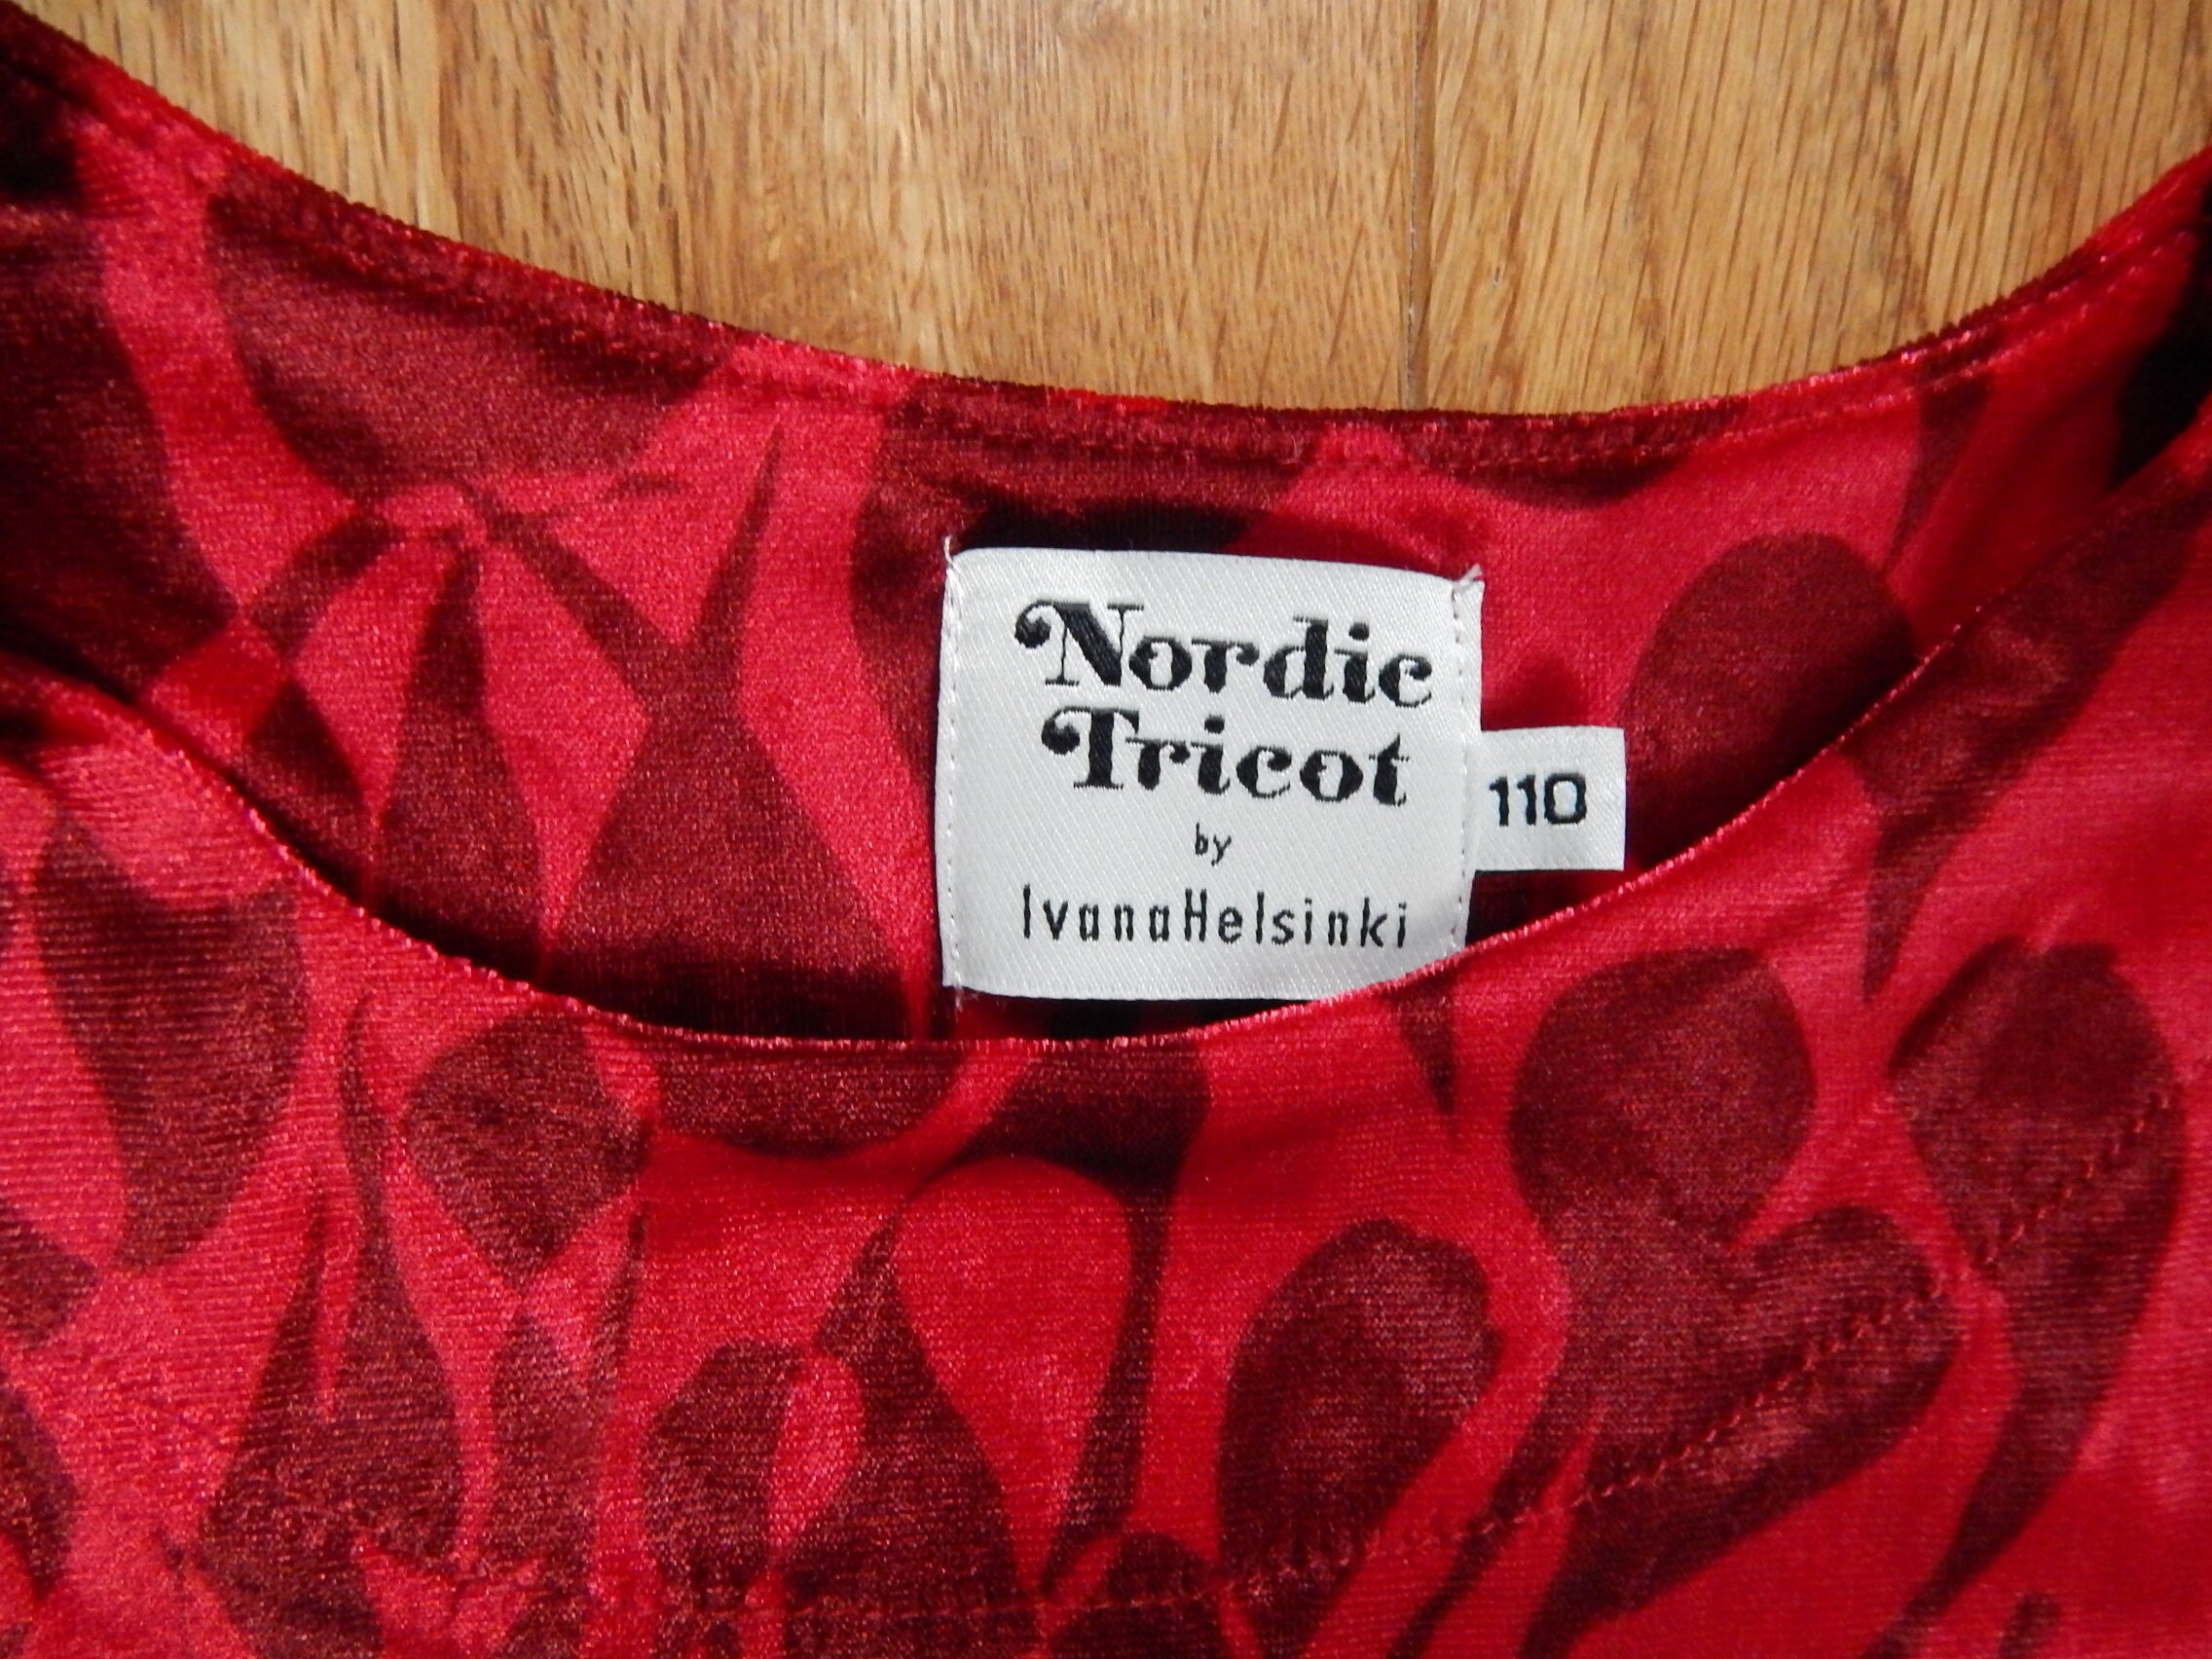 Nordic
Tricot
by
IvanaHelsinki
110